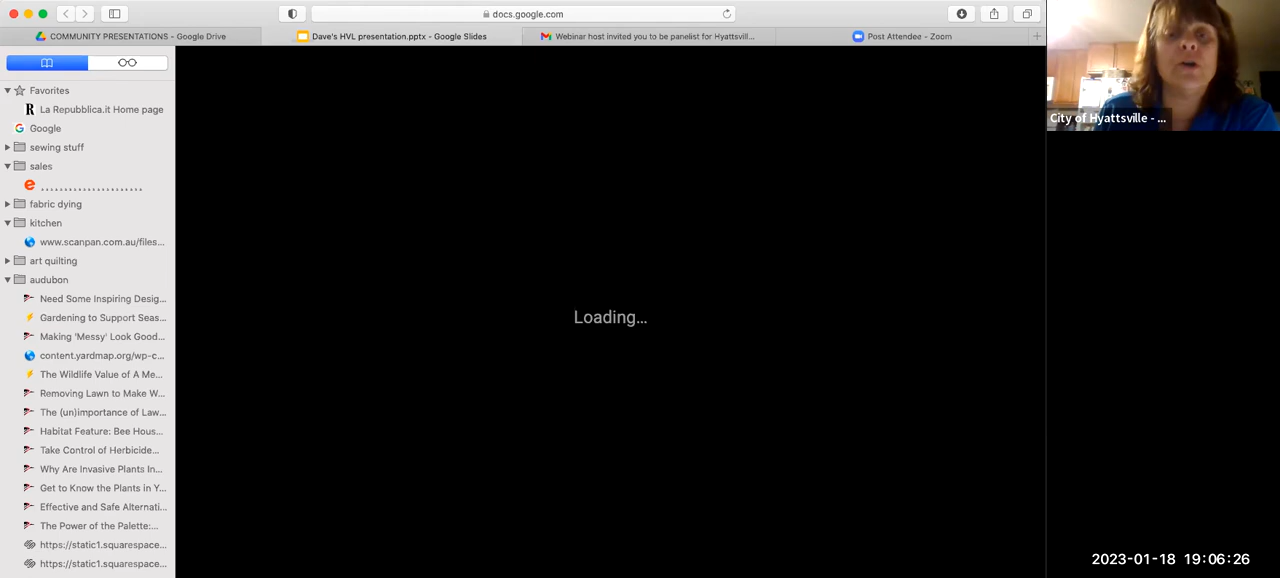 docs.google.com
COMMUNITY PRESENTATIONS - Google Drive
Dave's HVL presentation.pptx - Google Slides
Webinar host invited you to be panelist for Hyattsvill...
Post Attendee - Zoom
Favorites
La Repubblica.it Home page
Google
sewing stuff
sales
fabric dying
kitchen
www.scanpan.com.au/files...
art quilting
audubon
Need Some Inspiring Desig...
Gardening to Support Seas...
Making 'Messy' Look Good...
content.yardmap.org/wp-c...
The Wildlife Value of A Me...
Removing Lawn to Make W...
The (un)importance of Law...
Habitat Feature: Bee Hous...
Take Control of Herbicide...
Why Are Invasive Plants In...
Get to Know the Plants in Y...
Effective and Safe Alternati...
The Power of the Palette:...
https://static1.squarespace...
https://static1.squarespace...
Loading...
City of Hyattsville - ...
2023-01-18 19:06:26